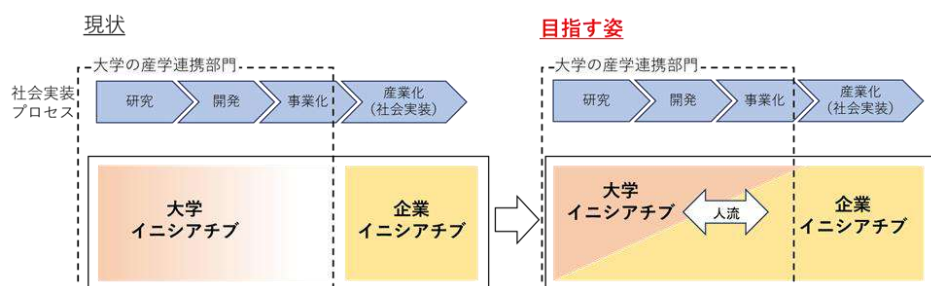 現状
大学の産学連携部門
社会実装
プロセス
研究
開発
事業化
産業化
(社会実装)
大学
イニシアチブ
企業
イニシアチブ
目指す姿
大学の産学連携部門
研究
開発
事業化
産業化
(社会実装)
大学
イニシアチブ
人流
企業
イニシアチブ